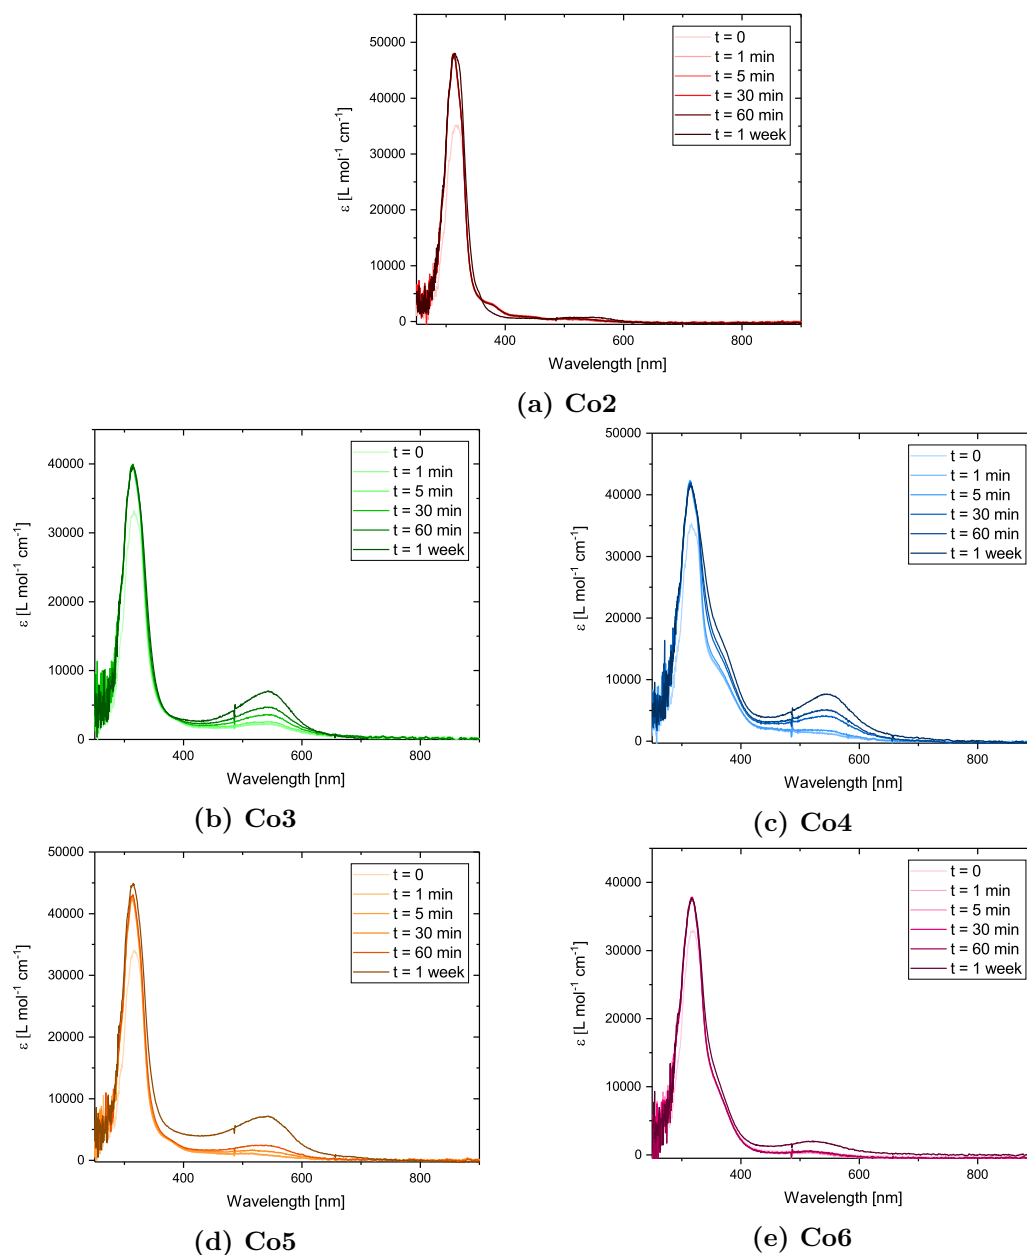 50000
40000
30000
20000
10000
0
400
600
800
ε [L mol⁻¹ cm⁻¹]
Wavelength [nm]
t = 0
t = 1 min
t = 5 min
t = 30 min
t = 60 min
t = 1 week
(a) Co2
40000
30000
20000
10000
0
400
600
800
ε [L mol⁻¹ cm⁻¹]
Wavelength [nm]
t = 0
t = 1 min
t = 5 min
t = 30 min
t = 60 min
t = 1 week
(b) Co3
50000
40000
30000
20000
10000
0
400
600
800
ε [L mol⁻¹ cm⁻¹]
Wavelength [nm]
t = 0
t = 1 min
t = 5 min
t = 30 min
t = 60 min
t = 1 week
(c) Co4
50000
40000
30000
20000
10000
0
400
600
800
ε [L mol⁻¹ cm⁻¹]
Wavelength [nm]
t = 0
t = 1 min
t = 5 min
t = 30 min
t = 60 min
t = 1 week
(d) Co5
40000
30000
20000
10000
0
400
600
800
ε [L mol⁻¹ cm⁻¹]
Wavelength [nm]
t = 0
t = 1 min
t = 5 min
t = 30 min
t = 60 min
t = 1 week
(e) Co6